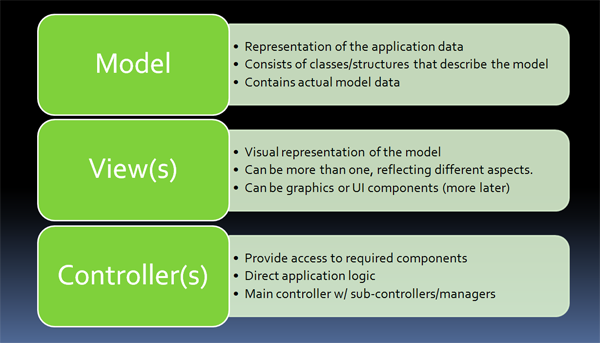 Model
• Representation of the application data
• Consists of classes/structures that describe the model
• Contains actual model data
View(s)
• Visual representation of the model
• Can be more than one, reflecting different aspects.
• Can be graphics or UI components (more later)
Controller(s)
• Provide access to required components
• Direct application logic
• Main controller w/ sub-controllers/managers